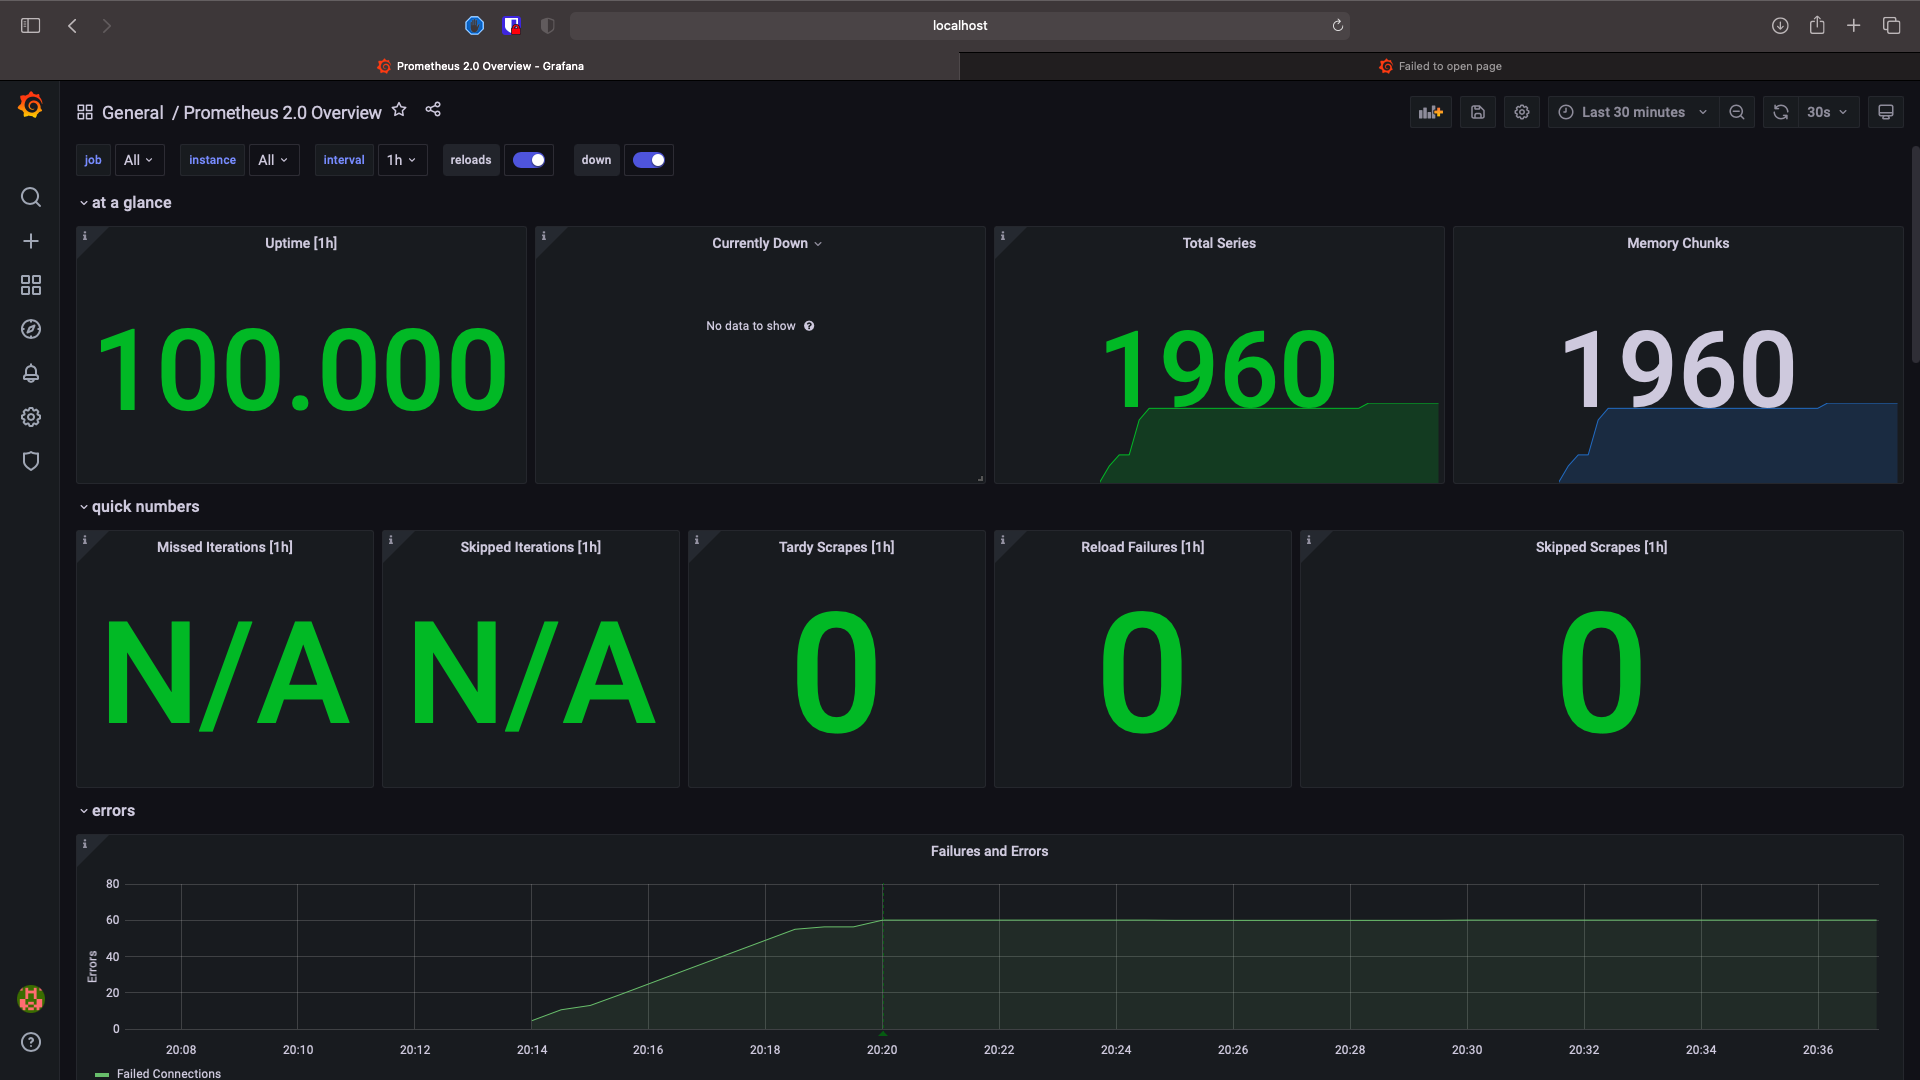 localhost
Prometheus 2.0 Overview - Grafana
Failed to open page
General / Prometheus 2.0 Overview
Last 30 minutes
30s
job All instance All interval 1h reloads down
at a glance
Uptime [1h]
100.000
Currently Down
No data to show
Total Series
1960
Memory Chunks
1960
quick numbers
Missed Iterations [1h]
N/A
Skipped Iterations [1h]
N/A
Tardy Scrapes [1h]
0
Reload Failures [1h]
0
Skipped Scrapes [1h]
0
errors
Failures and Errors
Errors
80
60
40
20
0
20:08 20:10 20:12 20:14 20:16 20:18 20:20 20:22 20:24 20:26 20:28 20:30 20:32 20:34 20:36
Failed Connections